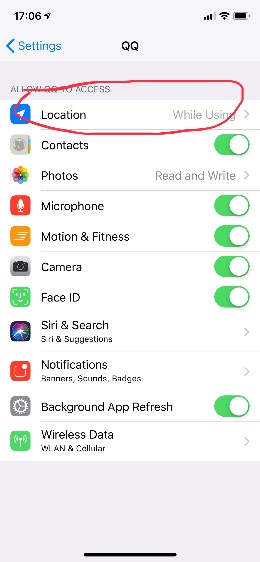 17:06
Settings
QQ
ALLOW QQ TO ACCESS
Location While Using
Contacts
Photos Read and Write
Microphone
Motion & Fitness
Camera
Face ID
Siri & Search
Siri & Suggestions
Notifications
Banners, Sounds, Badges
Background App Refresh
Wireless Data
WLAN & Cellular